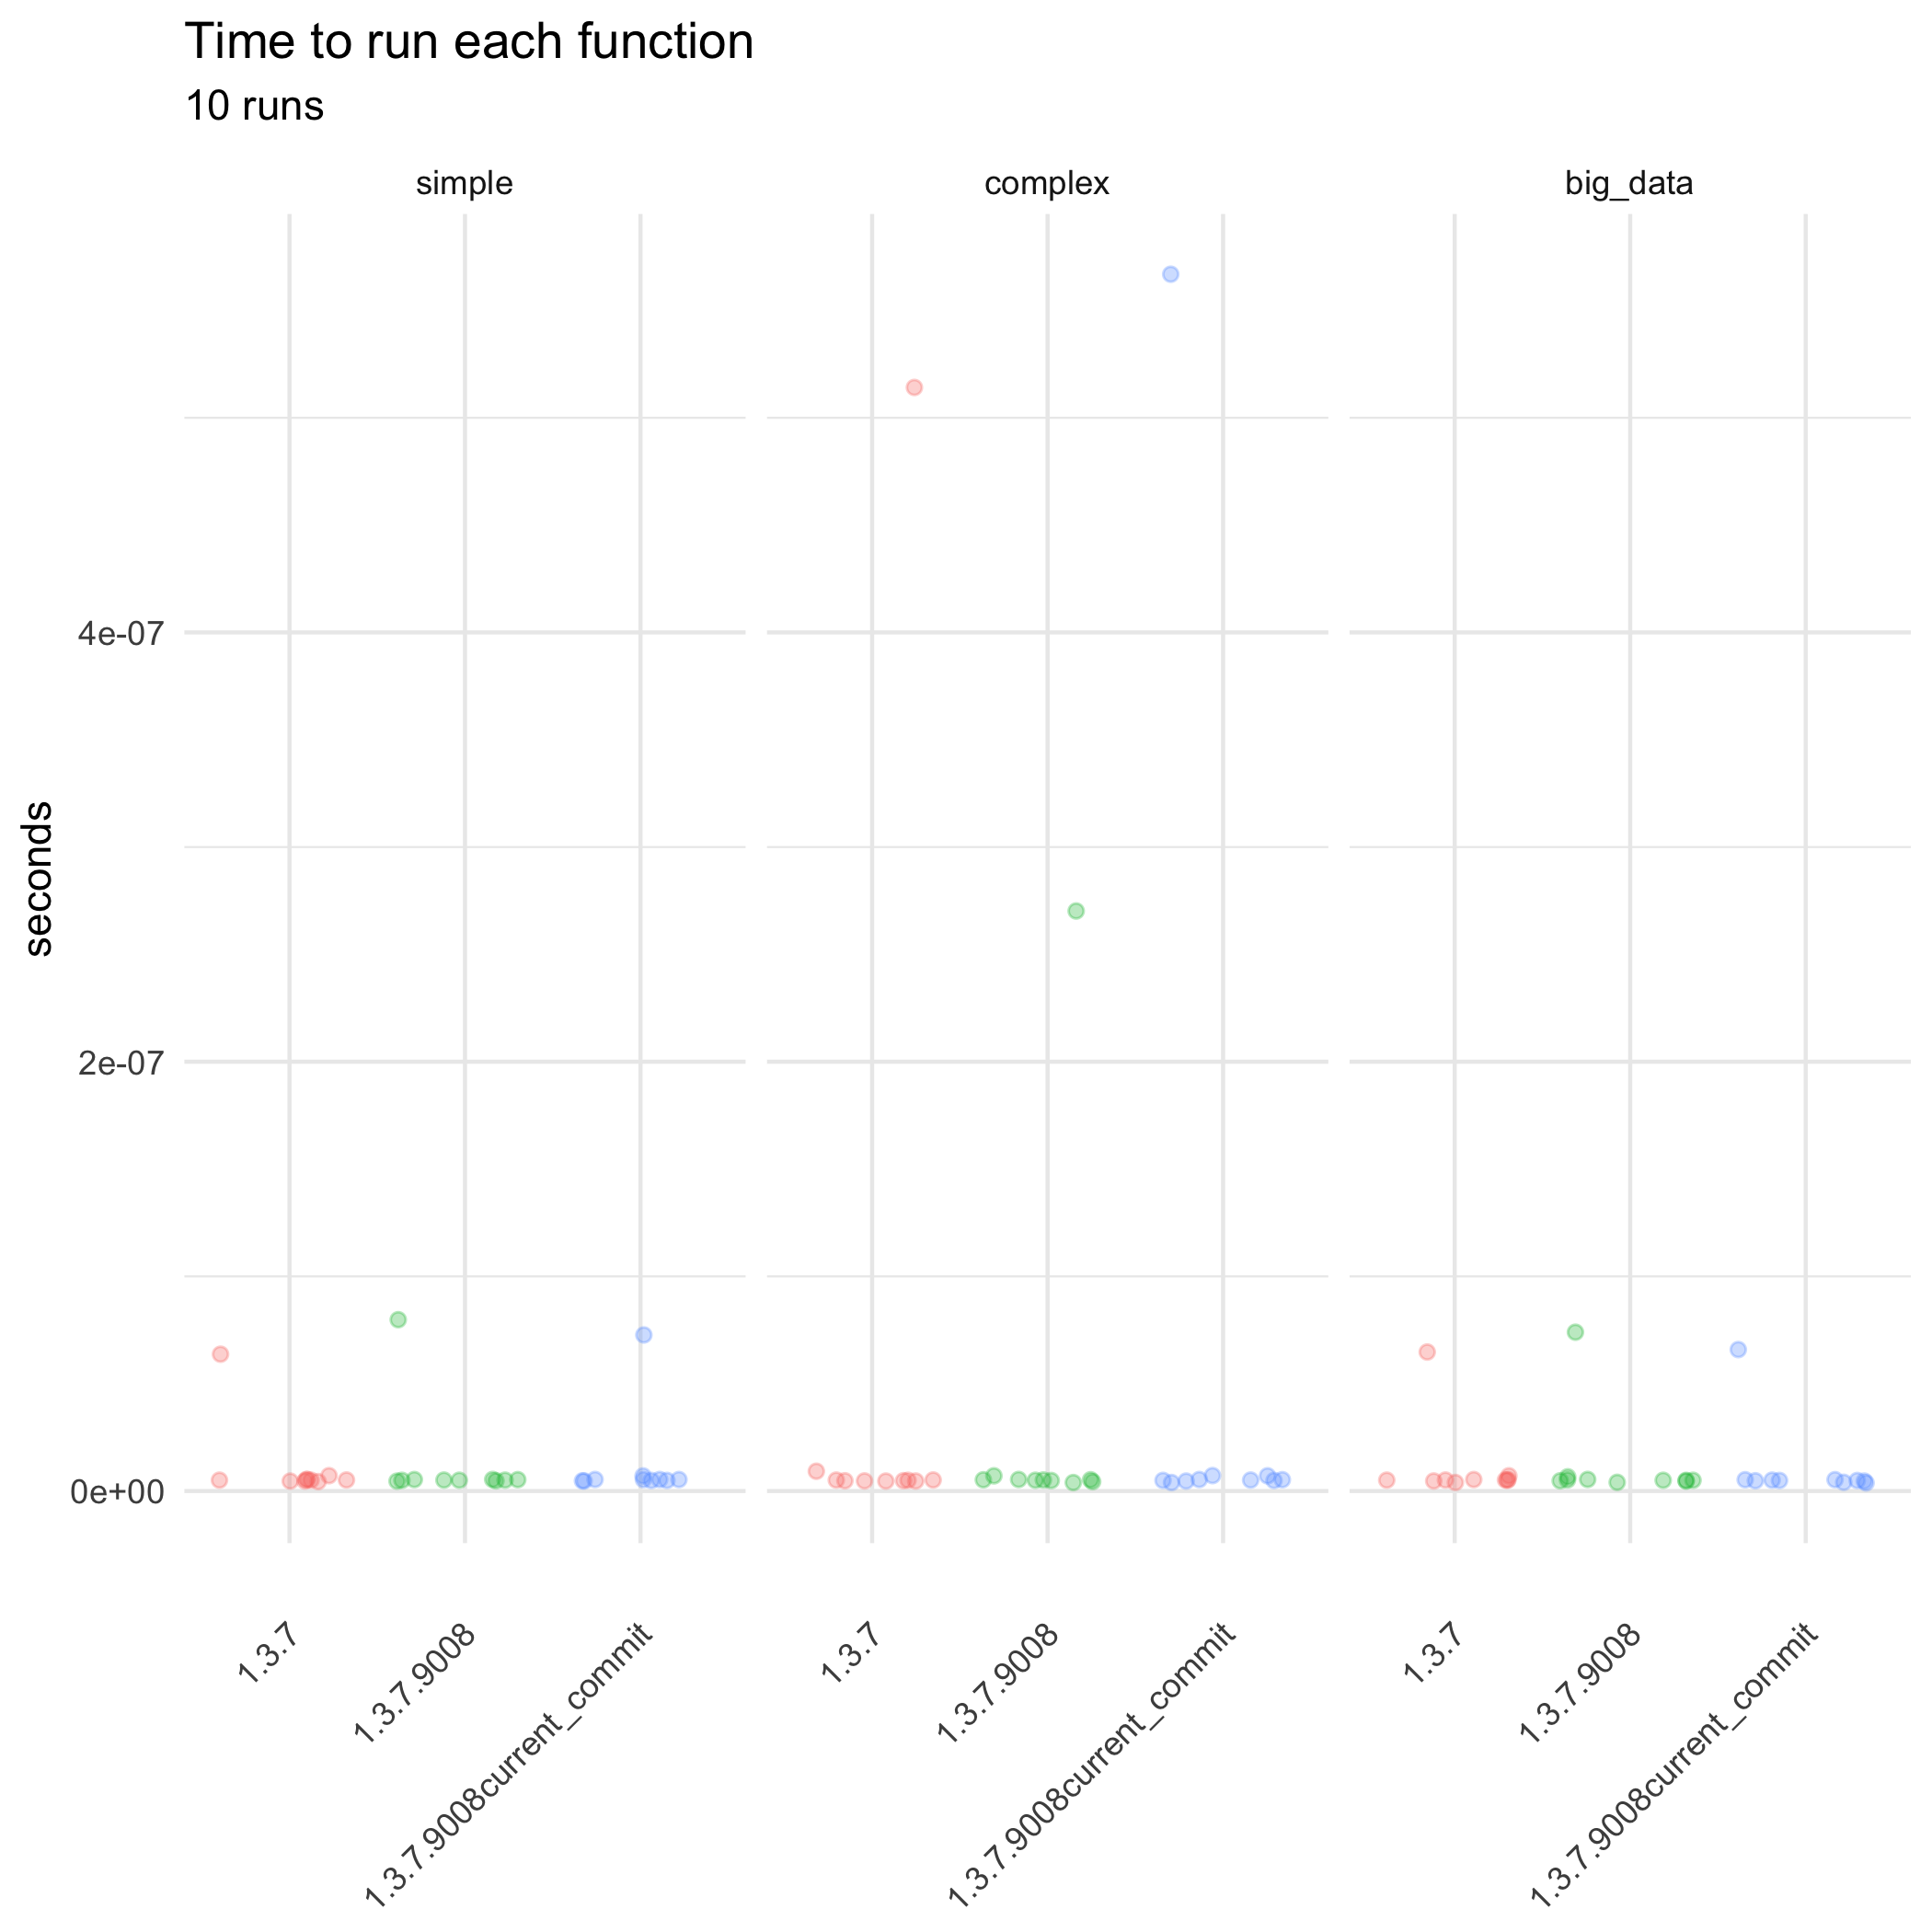 Time to run each function
10 runs
simple complex big_data
seconds
4e-07
2e-07
0e+00
1.3.7 1.3.7.9008 1.3.7.9008current_commit 1.3.7 1.3.7.9008 1.3.7.9008current_commit 1.3.7 1.3.7.9008 1.3.7.9008current_commit